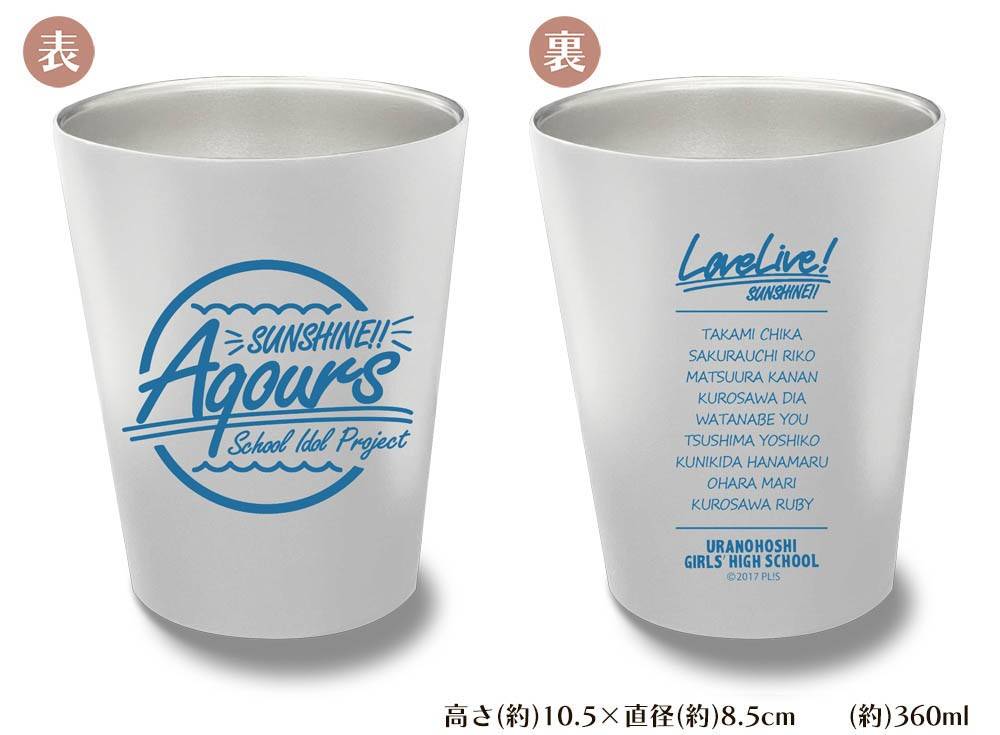 表
SUNSHINE!!
Aqours
School Idol Project
裏
LoveLive!
SUNSHINE!!
TAKAMI CHIKA
SAKURAUCHI RIKO
MATSUURA KANAN
KUROSAWA DIA
WATANABE YOU
TSUSHIMA YOSHIKO
KUNIKIDA HANAMARU
OHARA MARI
KUROSAWA RUBY
URANOHOSHI
GIRLS' HIGH SCHOOL
©2017 PL!S
高さ(約)10.5×直径(約)8.5cm (約)360ml